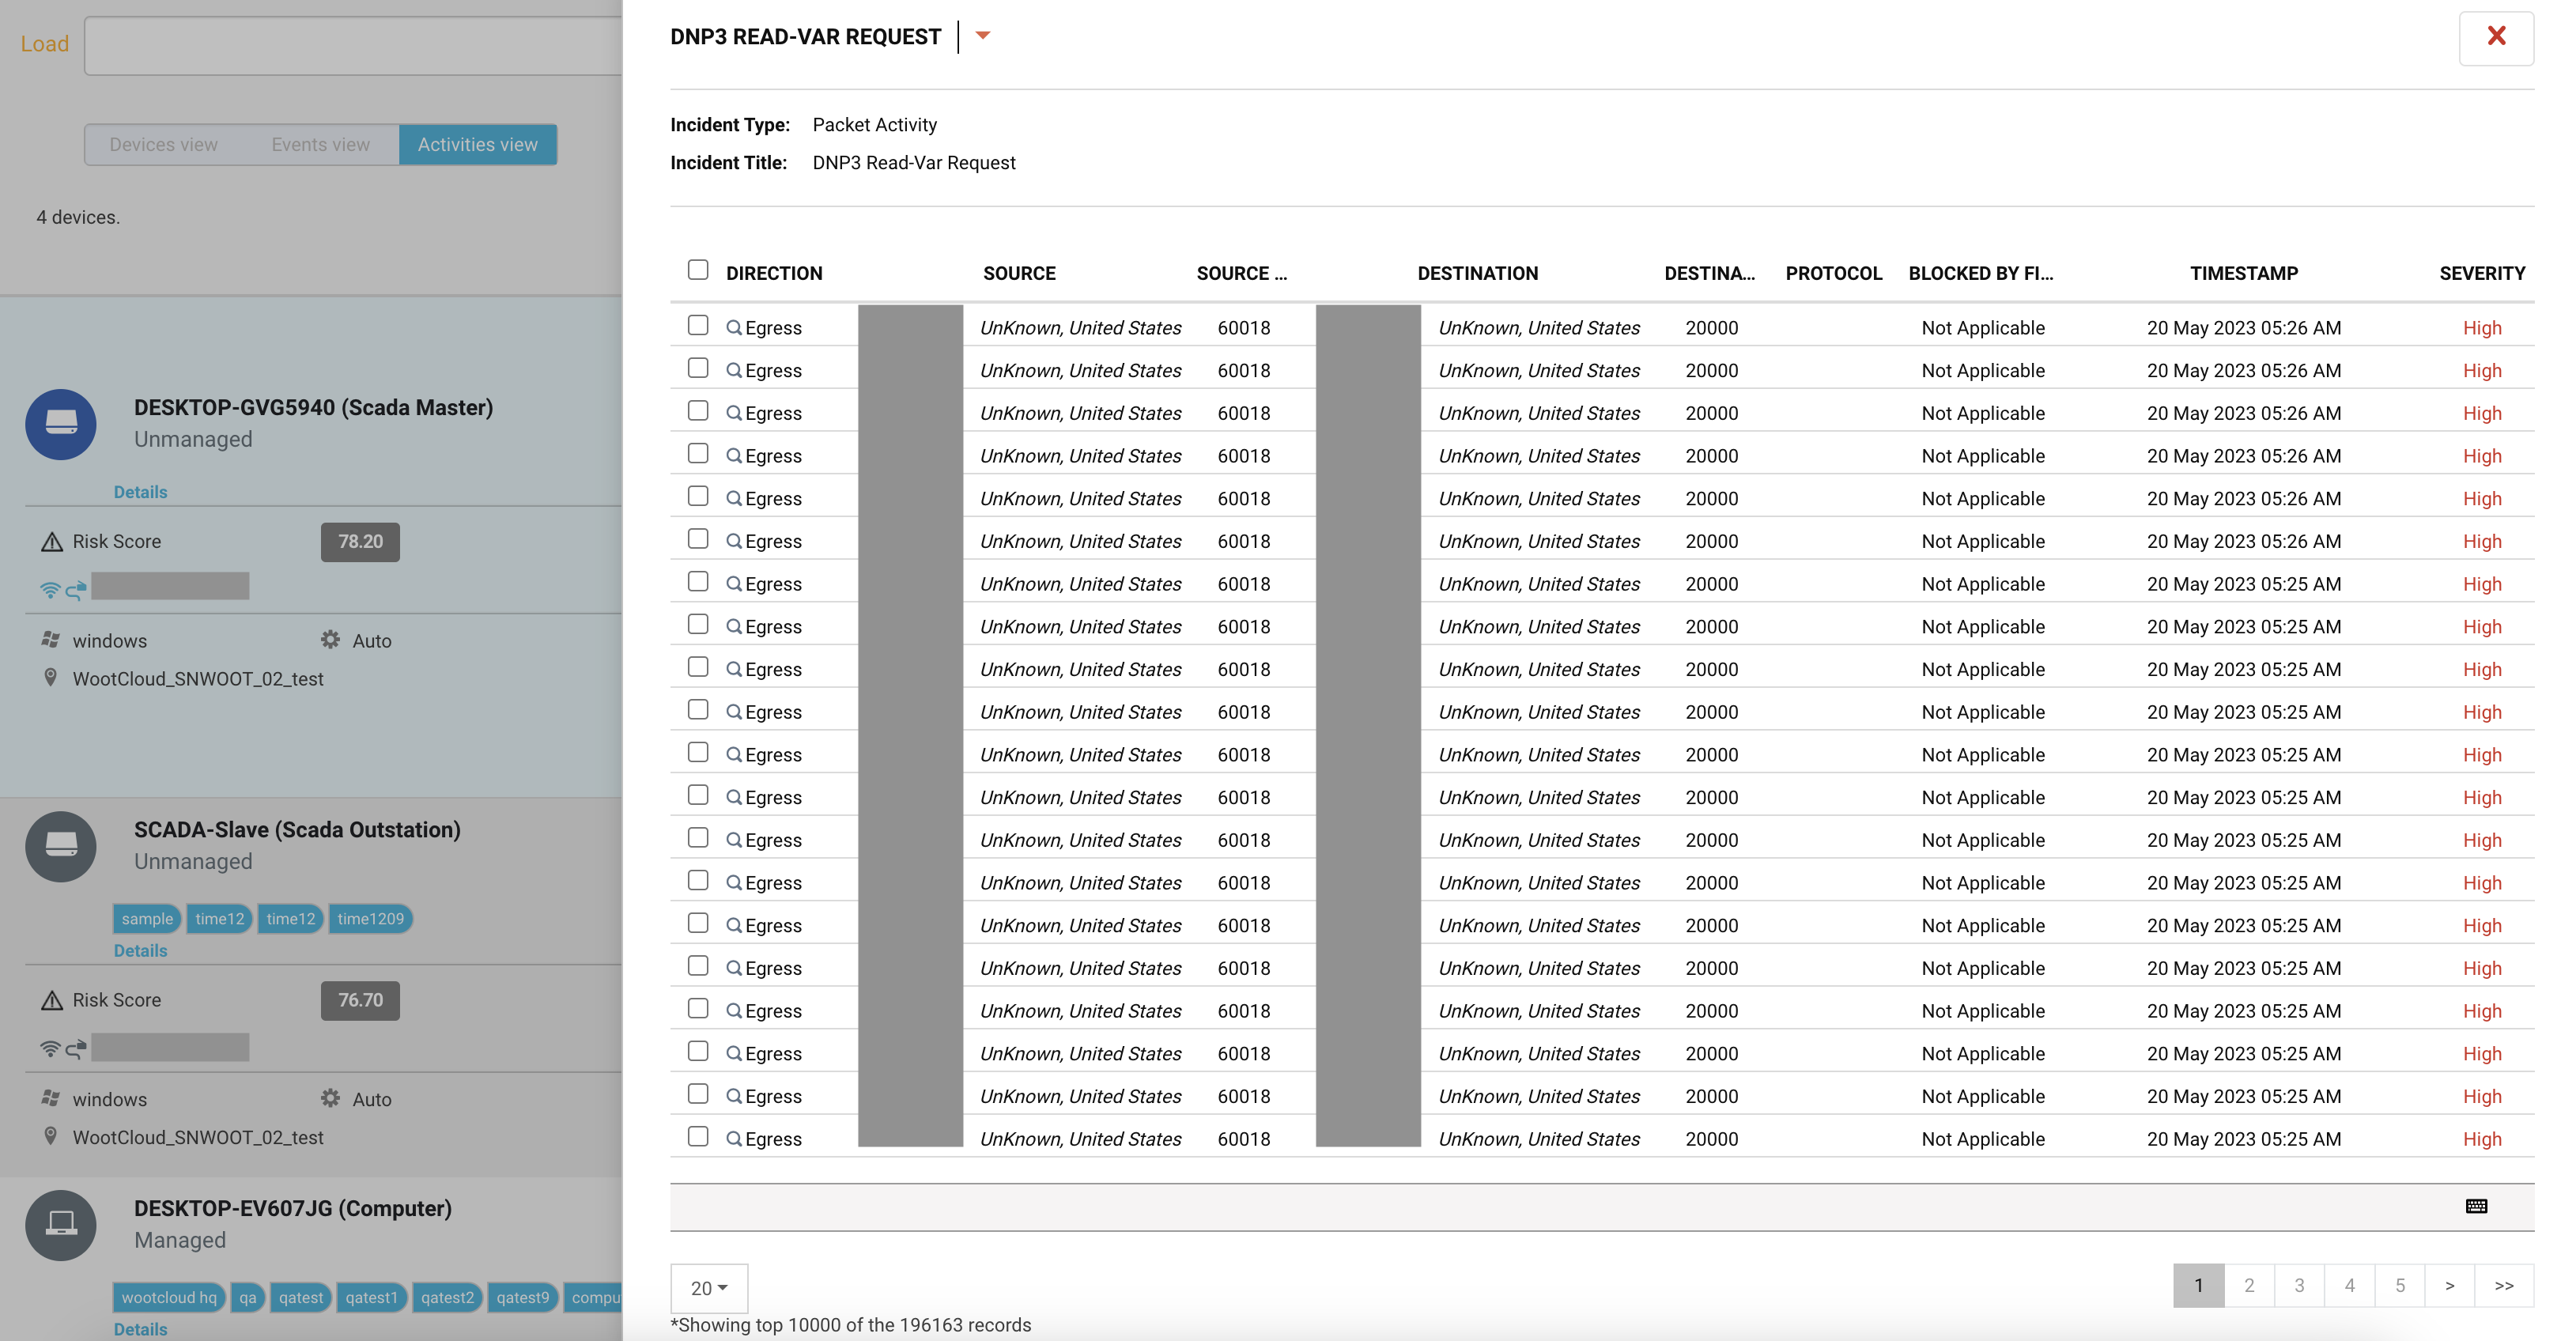 Load
Devices view Events view Activities view
4 devices.
DESKTOP-GVG5940 (Scada Master)
Unmanaged
Details
Risk Score 78.20
windows Auto
WootCloud_SNWOOT_02_test
SCADA-Slave (Scada Outstation)
Unmanaged
sample time12 time12 time1209
Details
Risk Score 76.70
windows Auto
WootCloud_SNWOOT_02_test
DESKTOP-EV607JG (Computer)
Managed
wootcloud hq qa qatest qatest1 qatest2 qatest9 compu
Details
DNP3 READ-VAR REQUEST
Incident Type: Packet Activity
Incident Title: DNP3 Read-Var Request
DIRECTION SOURCE SOURCE ... DESTINATION DESTINA... PROTOCOL BLOCKED BY FI... TIMESTAMP SEVERITY
Egress UnKnown, United States 60018 UnKnown, United States 20000 Not Applicable 20 May 2023 05:26 AM High
Egress UnKnown, United States 60018 UnKnown, United States 20000 Not Applicable 20 May 2023 05:26 AM High
Egress UnKnown, United States 60018 UnKnown, United States 20000 Not Applicable 20 May 2023 05:26 AM High
Egress UnKnown, United States 60018 UnKnown, United States 20000 Not Applicable 20 May 2023 05:26 AM High
Egress UnKnown, United States 60018 UnKnown, United States 20000 Not Applicable 20 May 2023 05:26 AM High
Egress UnKnown, United States 60018 UnKnown, United States 20000 Not Applicable 20 May 2023 05:26 AM High
Egress UnKnown, United States 60018 UnKnown, United States 20000 Not Applicable 20 May 2023 05:25 AM High
Egress UnKnown, United States 60018 UnKnown, United States 20000 Not Applicable 20 May 2023 05:25 AM High
Egress UnKnown, United States 60018 UnKnown, United States 20000 Not Applicable 20 May 2023 05:25 AM High
Egress UnKnown, United States 60018 UnKnown, United States 20000 Not Applicable 20 May 2023 05:25 AM High
Egress UnKnown, United States 60018 UnKnown, United States 20000 Not Applicable 20 May 2023 05:25 AM High
Egress UnKnown, United States 60018 UnKnown, United States 20000 Not Applicable 20 May 2023 05:25 AM High
Egress UnKnown, United States 60018 UnKnown, United States 20000 Not Applicable 20 May 2023 05:25 AM High
Egress UnKnown, United States 60018 UnKnown, United States 20000 Not Applicable 20 May 2023 05:25 AM High
Egress UnKnown, United States 60018 UnKnown, United States 20000 Not Applicable 20 May 2023 05:25 AM High
Egress UnKnown, United States 60018 UnKnown, United States 20000 Not Applicable 20 May 2023 05:25 AM High
Egress UnKnown, United States 60018 UnKnown, United States 20000 Not Applicable 20 May 2023 05:25 AM High
Egress UnKnown, United States 60018 UnKnown, United States 20000 Not Applicable 20 May 2023 05:25 AM High
Egress UnKnown, United States 60018 UnKnown, United States 20000 Not Applicable 20 May 2023 05:25 AM High
Egress UnKnown, United States 60018 UnKnown, United States 20000 Not Applicable 20 May 2023 05:25 AM High
20 1 2 3 4 5 > >>
*Showing top 10000 of the 196163 records